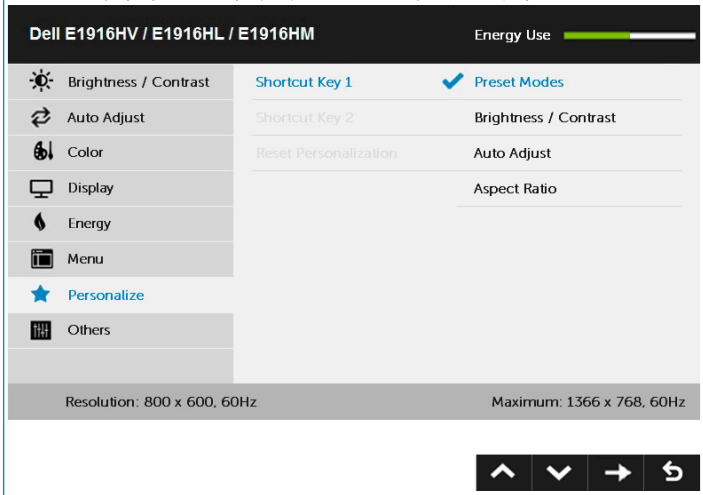 Dell E1916HV / E1916HL / E1916HM
Energy Use
Brightness / Contrast
Auto Adjust
Color
Display
Energy
Menu
Personalize
Others
Shortcut Key 1
Shortcut Key 2
Reset Personalization
Preset Modes
Brightness / Contrast
Auto Adjust
Aspect Ratio
Resolution: 800 x 600, 60Hz
Maximum: 1366 x 768, 60Hz